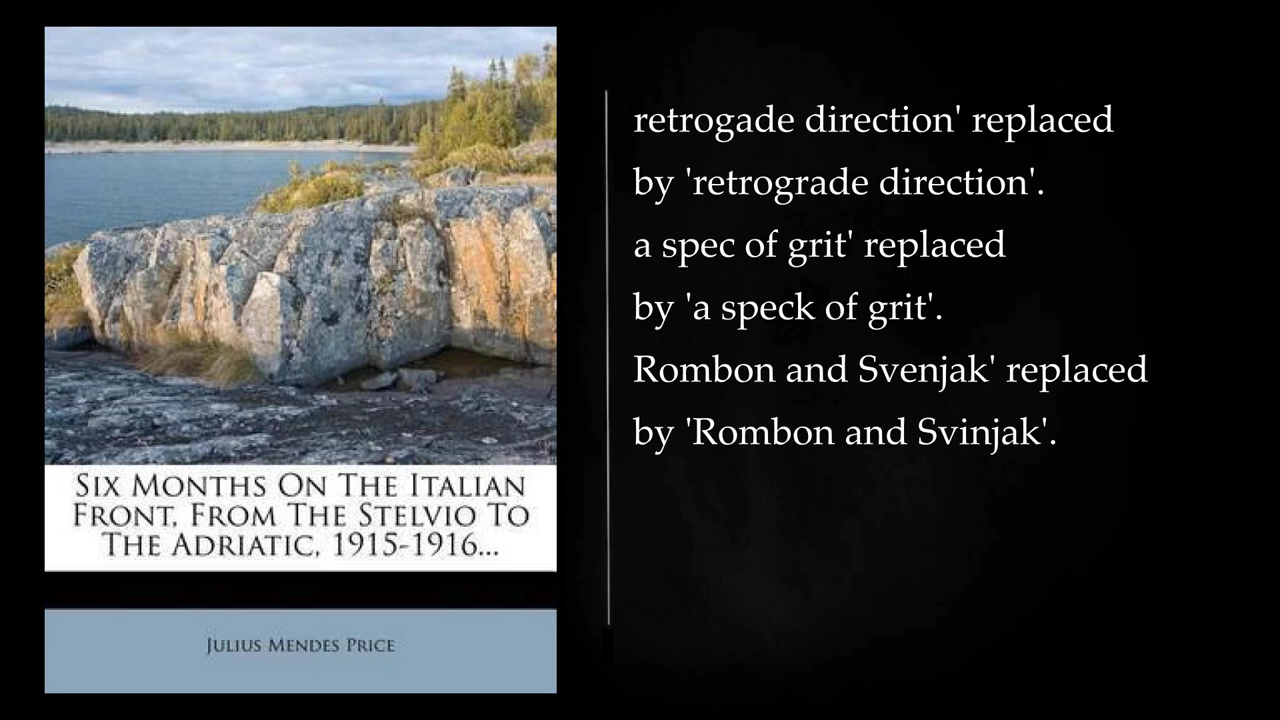 Six Months On The Italian
Front, From The Stelvio To
The Adriatic, 1915-1916...
Julius Mendes Price
retrogade direction' replaced
by 'retrograde direction'.
a spec of grit' replaced
by 'a speck of grit'.
Rombon and Svenjak' replaced
by 'Rombon and Svinjak'.